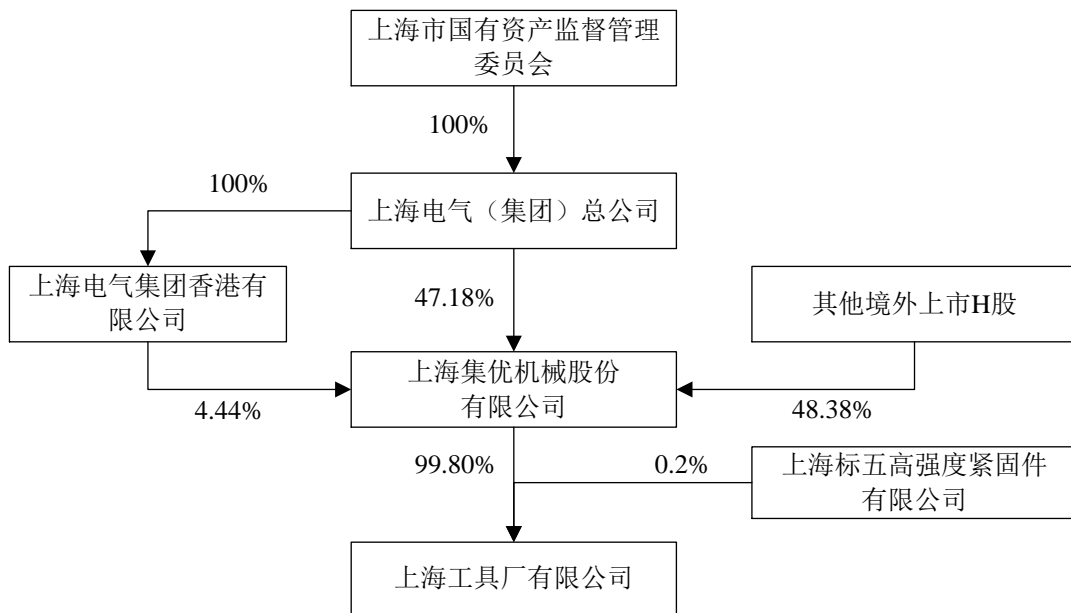 上海市国有资产监督管理
委员会
100%
100%
上海电气（集团）总公司
上海电气集团香港有
限公司
47.18%
其他境外上市H股
上海集优机械股份
有限公司
4.44%
48.38%
99.80%
0.2%
上海标五高强度紧固件
有限公司
上海工具厂有限公司